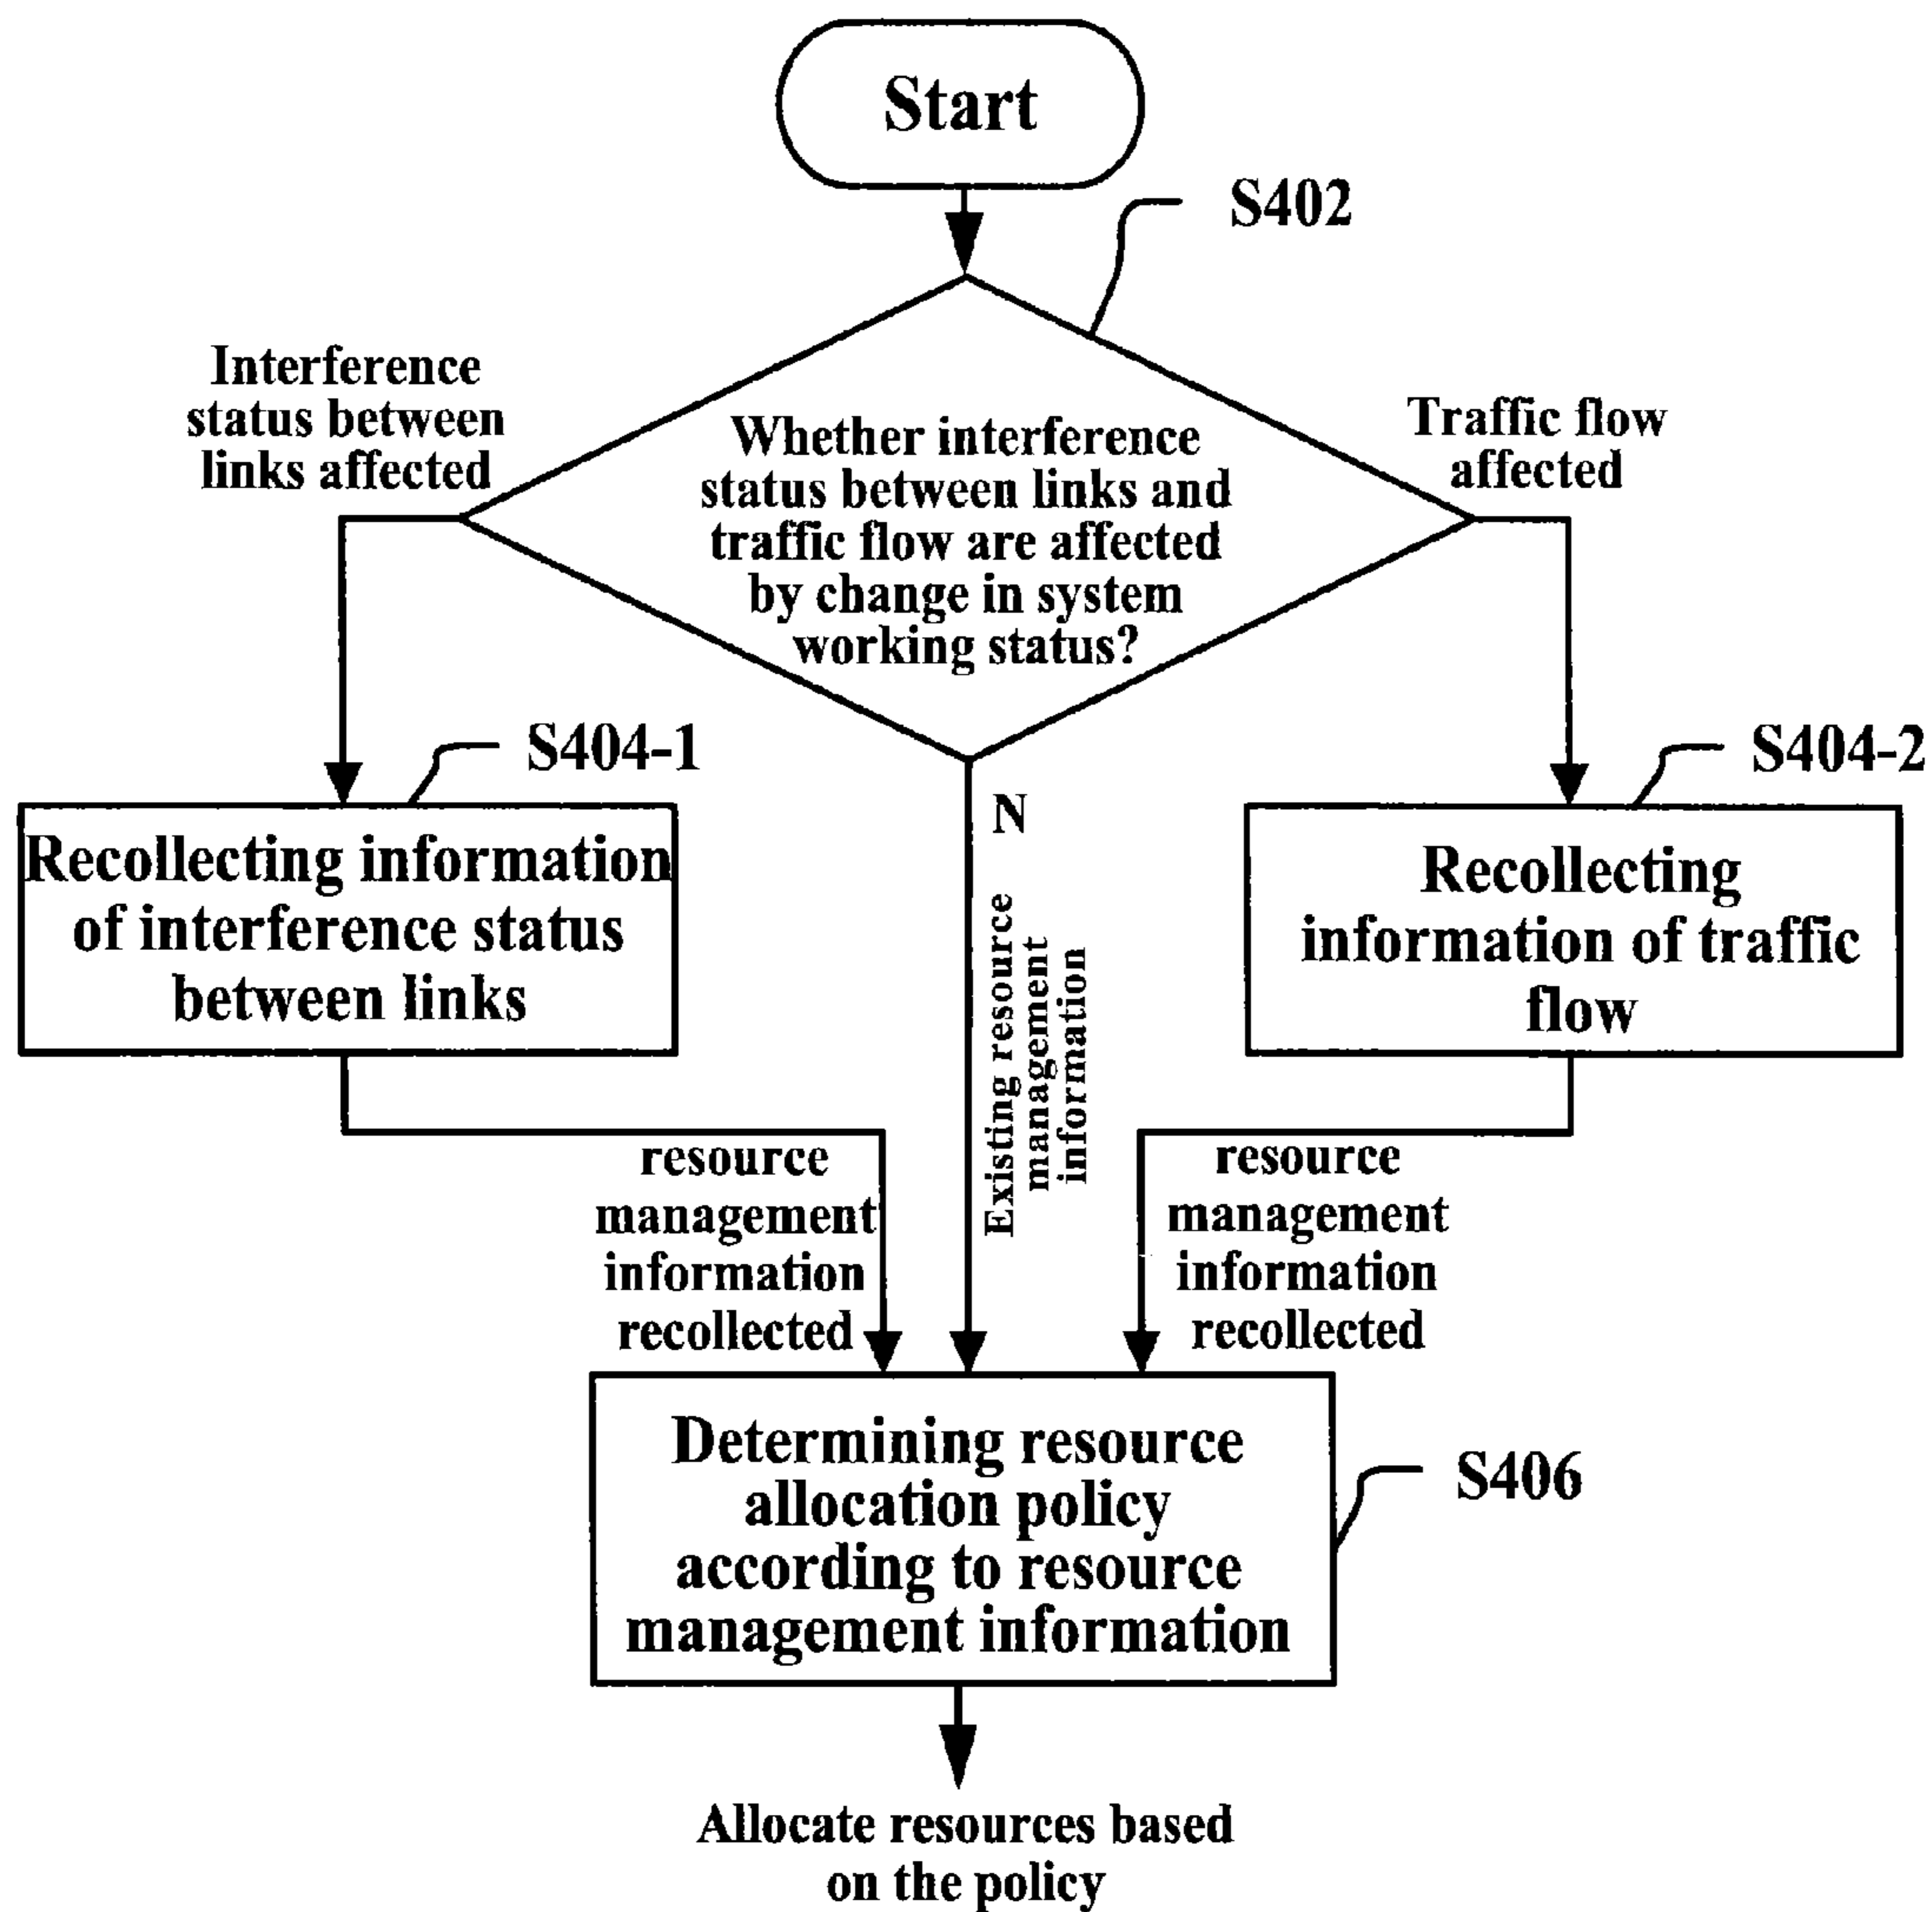 Start
S402
Interference
status between
links affected
Whether interference
status between links and
traffic flow are affected
by change in system
working status?
Traffic flow
affected
S404-1
S404-2
Recollecting information
of interference status
between links
N
Existing resource
management
information
Recollecting
information of traffic
flow
resource
management
information
recollected
resource
management
information
recollected
Determining resource
allocation policy
according to resource
management information
S406
Allocate resources based
on the policy